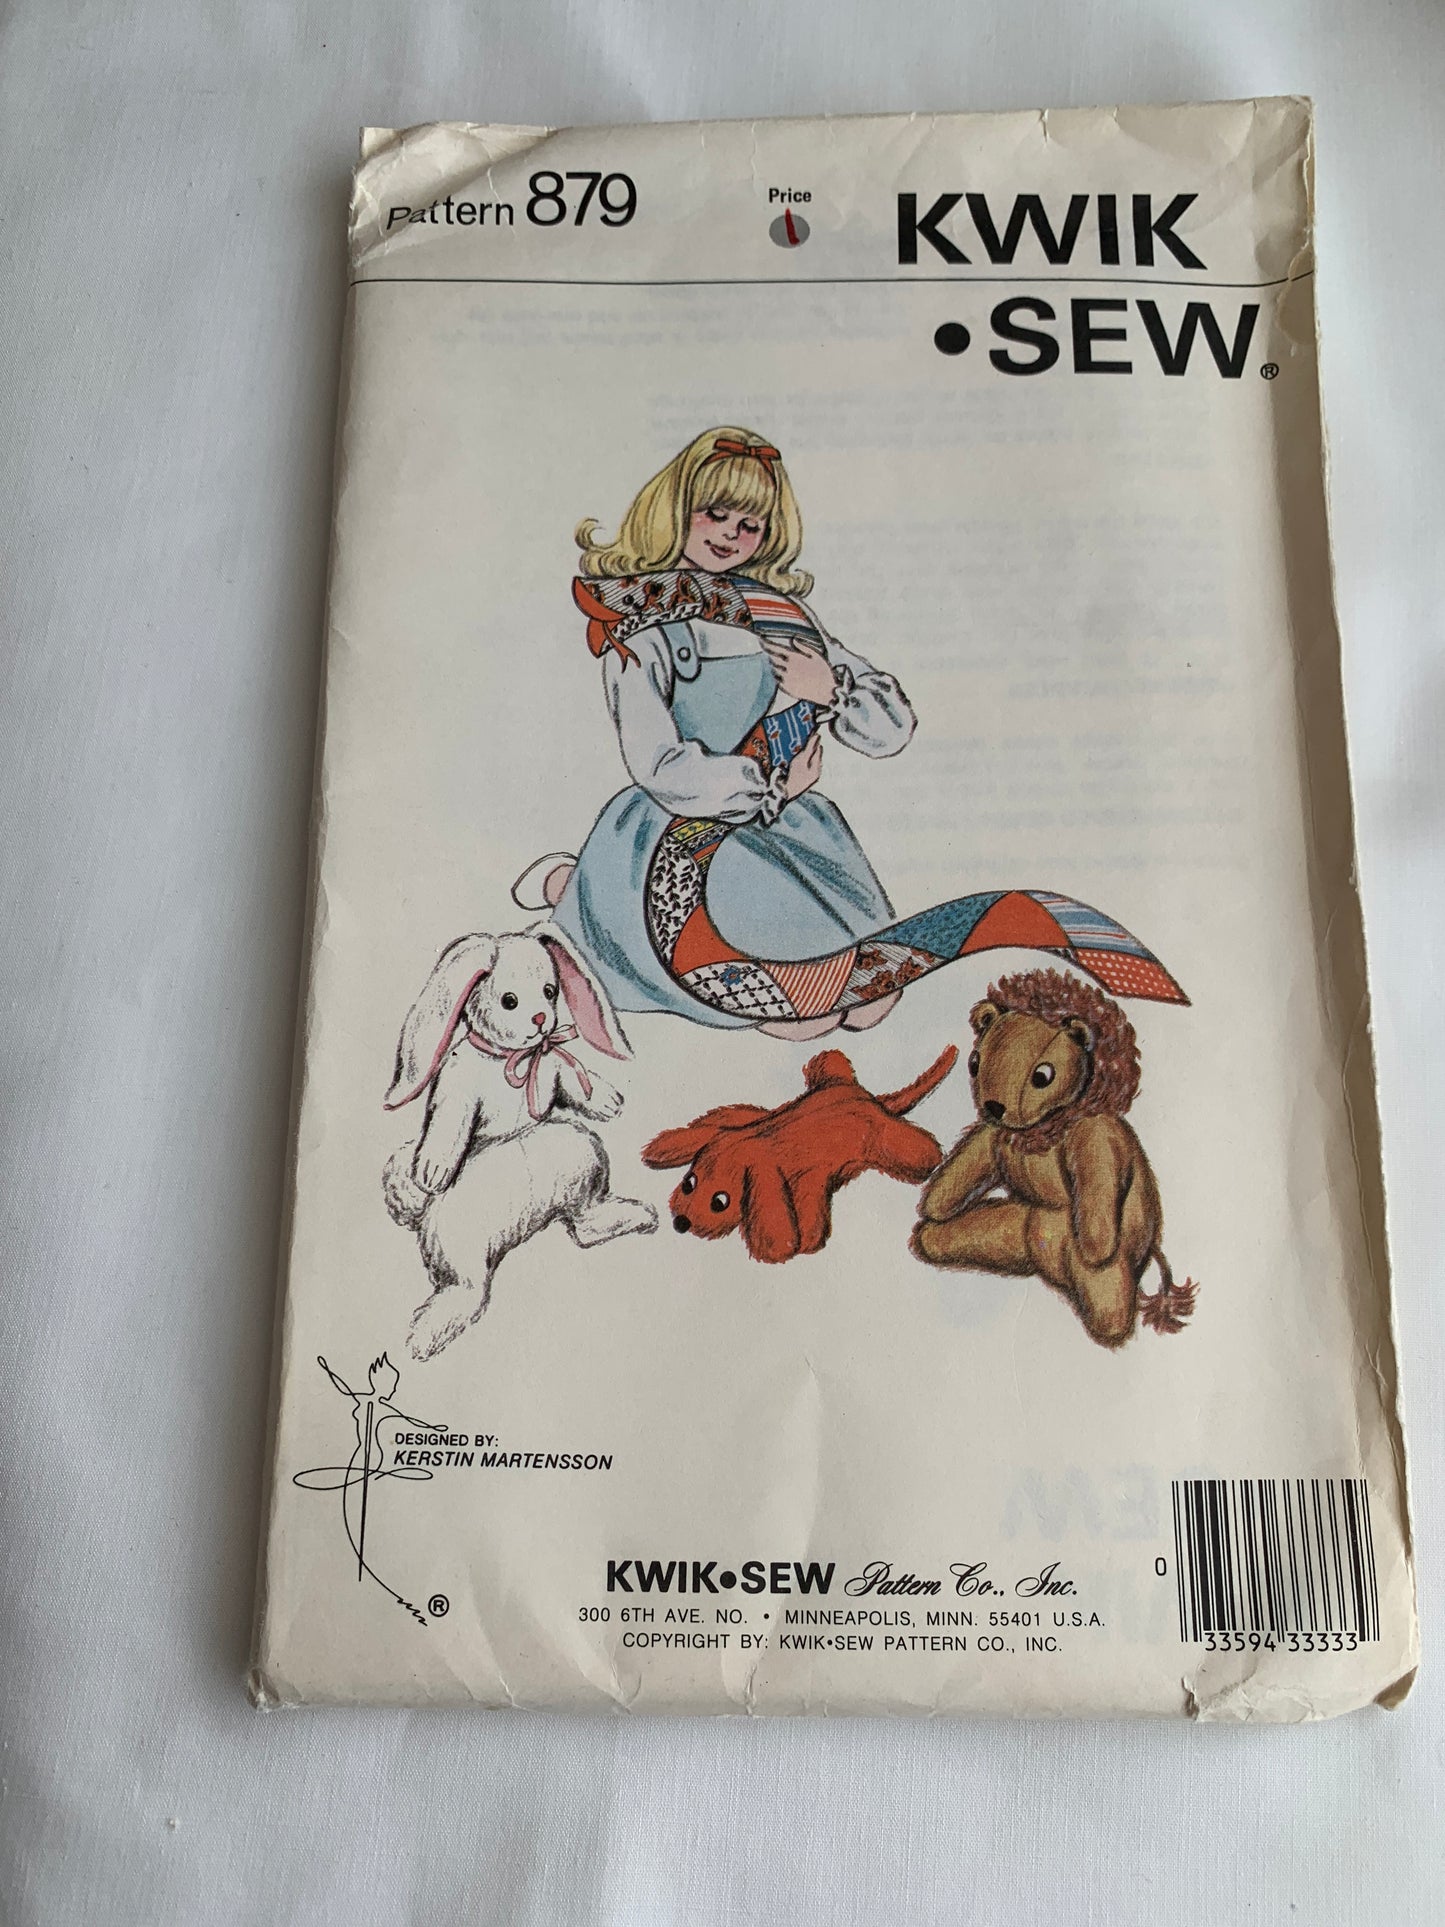 Pattern 879
Price
KWIK
•SEW®
DESIGNED BY:
KERSTIN MARTENSSON
®
KWIK•SEW Pattern Co., Inc.
300 6TH AVE. NO. • MINNEAPOLIS, MINN. 55401 U.S.A.
COPYRIGHT BY: KWIK•SEW PATTERN CO., INC.
0 33594 33333